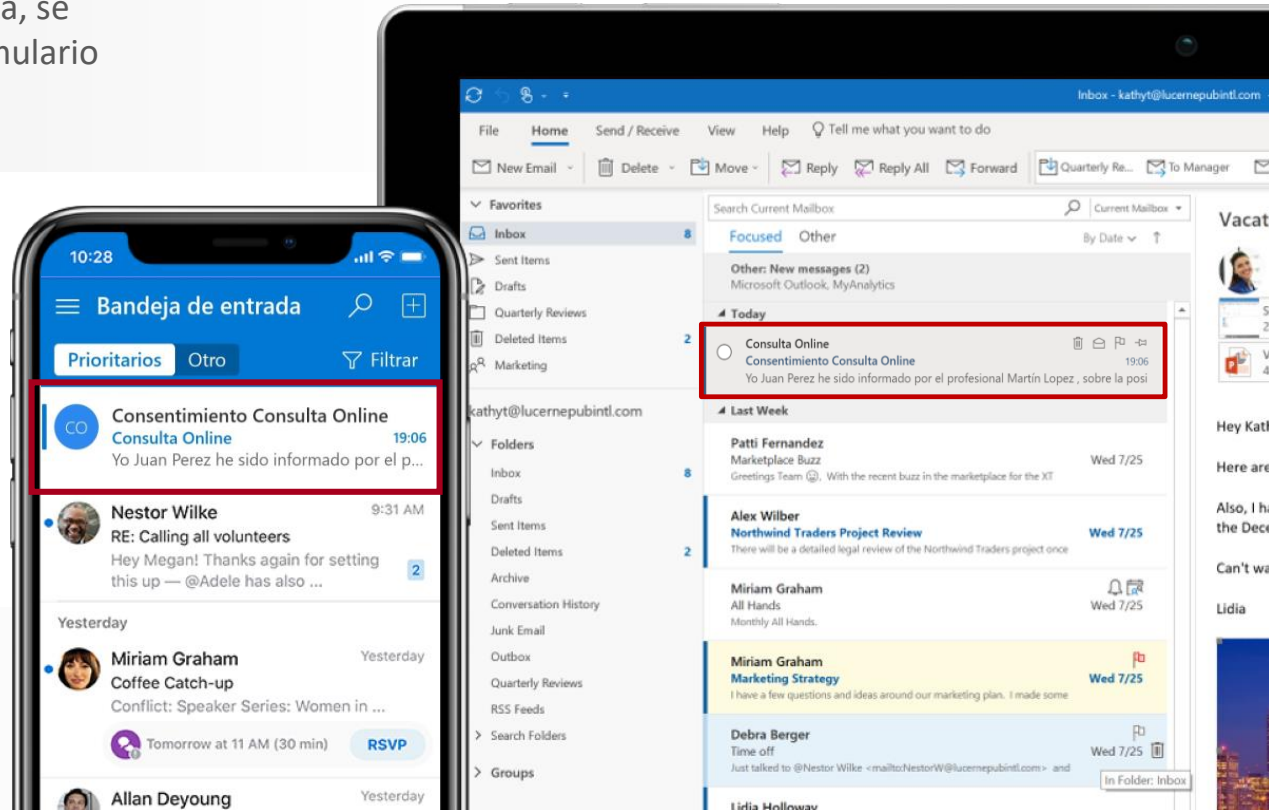 a, se
mulario
10:28
Bandeja de entrada
Prioritarios Otro Filtrar
CO
Consentimiento Consulta Online
Consulta Online 19:06
Yo Juan Perez he sido informado por el p...
Nestor Wilke 9:31 AM
RE: Calling all volunteers
Hey Megan! Thanks again for setting
this up — @Adele has also ... 2
Yesterday
Miriam Graham Yesterday
Coffee Catch-up
Conflict: Speaker Series: Women in ...
Tomorrow at 11 AM (30 min) RSVP
Allan Deyoung Yesterday
Inbox - kathyt@lucernepubintl.com
File Home Send / Receive View Help Tell me what you want to do
New Email Delete Move Reply Reply All Forward Quarterly Re... To Manager
Favorites
Inbox 8
Sent Items
Drafts
Quarterly Reviews
Deleted Items 2
Marketing
kathyt@lucernepubintl.com
Folders
Inbox 8
Drafts
Sent Items
Deleted Items 2
Archive
Conversation History
Junk Email
Outbox
Quarterly Reviews
RSS Feeds
Search Folders
Groups
Search Current Mailbox Current Mailbox
Focused Other By Date
Other: New messages (2)
Microsoft Outlook, MyAnalytics
Today
Consulta Online
Consentimiento Consulta Online 19:06
Yo Juan Perez he sido informado por el profesional Martín Lopez , sobre la posi
Last Week
Patti Fernandez
Marketplace Buzz Wed 7/25
Greetings Team 😉, With the recent buzz in the marketplace for the XT
Alex Wilber
Northwind Traders Project Review Wed 7/25
There will be a detailed legal review of the Northwind Traders project once
Miriam Graham
All Hands Wed 7/25
Monthly All Hands.
Miriam Graham
Marketing Strategy Wed 7/25
I have a few questions and ideas around our marketing plan. I made some
Debra Berger
Time off Wed 7/25
Just talked to @Nestor Wilke <mailto:NestorW@lucernepubintl.com> and
In Folder: Inbox
Lidia Holloway
Vacat
S
2
V
4
Hey Kath
Here are
Also, I ha
the Dece
Can't wa
Lidia